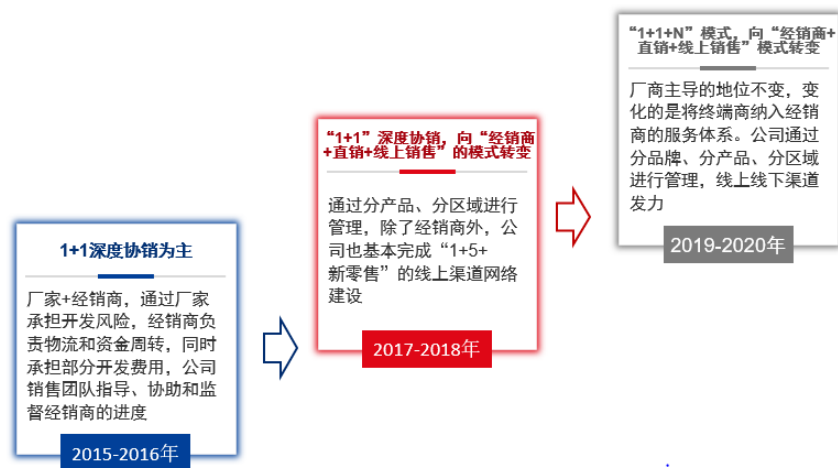 1+1深度协销为主
厂家+经销商，通过厂家
承担开发风险，经销商负
责物流和资金周转，同时
承担部分开发费用，公司
销售团队指导、协助和监
督经销商的进度
2015-2016年
“1+1”深度协销，向“经销商
+直销+线上销售”的模式转变
通过分产品、分区域进行
管理，除了经销商外，公
司也基本完成“1+5+
新零售”的线上渠道网络
建设
2017-2018年
“1+1+N”模式，向“经销商+
直销+线上销售”模式转变
厂商主导的地位不变，变
化的是将终端商纳入经销
商的服务体系。公司通过
分品牌、分产品、分区域
进行管理，线上线下渠道
发力
2019-2020年